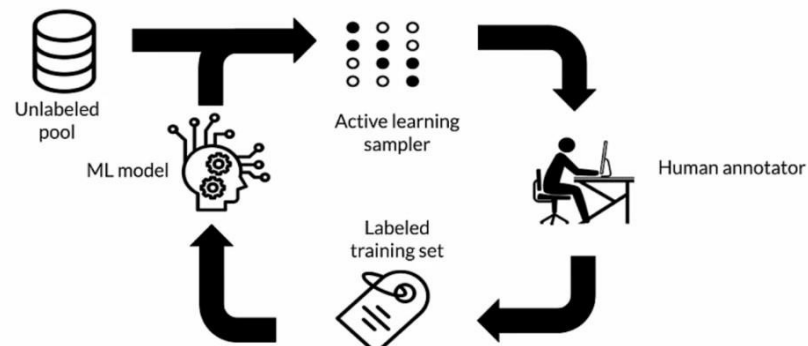 Unlabeled
pool
Active learning
sampler
ML model
Human annotator
Labeled
training set